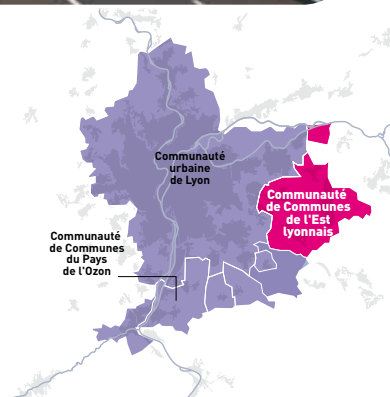 Communauté
urbaine
de Lyon
Communauté
de Communes
de l'Est
lyonnais
Communauté
de Communes
du Pays
de l'Ozon